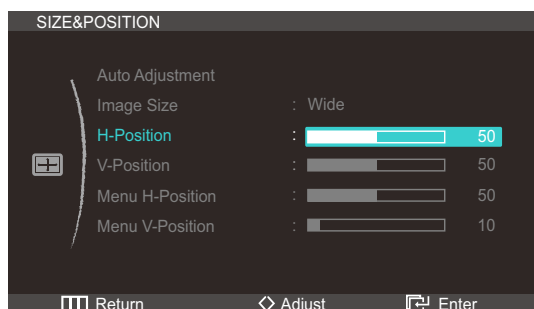 SIZE&POSITION
Auto Adjustment
Image Size : Wide
H-Position : 50
V-Position : 50
Menu H-Position : 50
Menu V-Position : 10
Return Adjust Enter